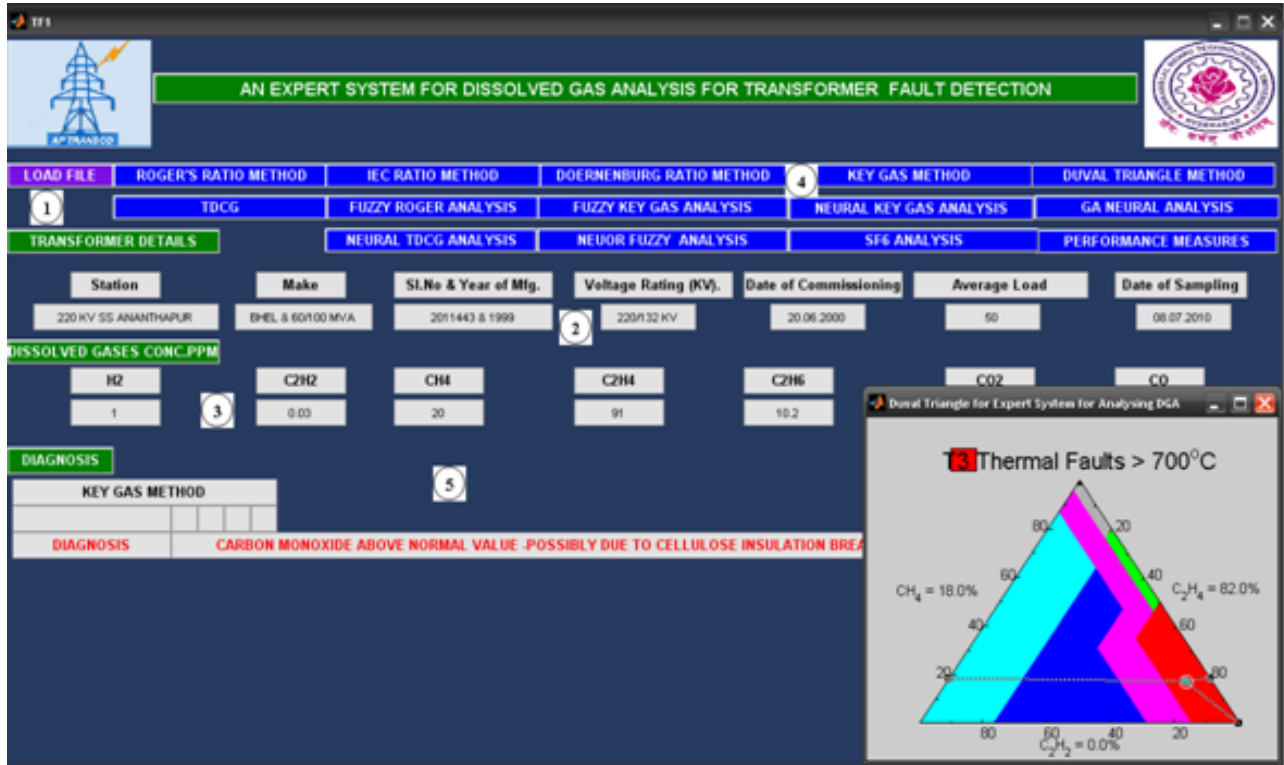 TF1
AN EXPERT SYSTEM FOR DISSOLVED GAS ANALYSIS FOR TRANSFORMER FAULT DETECTION
AP TRANSCO
LOAD FILE ROGER'S RATIO METHOD IEC RATIO METHOD DOERNENBURG RATIO METHOD 4 KEY GAS METHOD DUVAL TRIANGLE METHOD
1 TDCG FUZZY ROGER ANALYSIS FUZZY KEY GAS ANALYSIS NEURAL KEY GAS ANALYSIS GA NEURAL ANALYSIS
TRANSFORMER DETAILS NEURAL TDCG ANALYSIS NEUOR FUZZY ANALYSIS SF6 ANALYSIS PERFORMANCE MEASURES
Station Make Sl.No & Year of Mfg. Voltage Rating (KV). Date of Commissioning Average Load Date of Sampling
220 KV SS ANANTHAPUR BHEL & 60/100 MVA 2011443 & 1999 2 220/132 KV 20.06.2000 50 08.07.2010
DISSOLVED GASES CONC.PPM
H2 C2H2 CH4 C2H4 C2H6 CO2 CO
1 3 0.03 20 91 10.2
Duval Triangle for Expert System for Analysing DGA
DIAGNOSIS
5
KEY GAS METHOD
DIAGNOSIS CARBON MONOXIDE ABOVE NORMAL VALUE -POSSIBLY DUE TO CELLULOSE INSULATION BREA
T3 Thermal Faults > 700°C
80 20
60 40
CH4 = 18.0% C2H4 = 82.0%
40 60
20 80
80 60 40 20
C2H2 = 0.0%